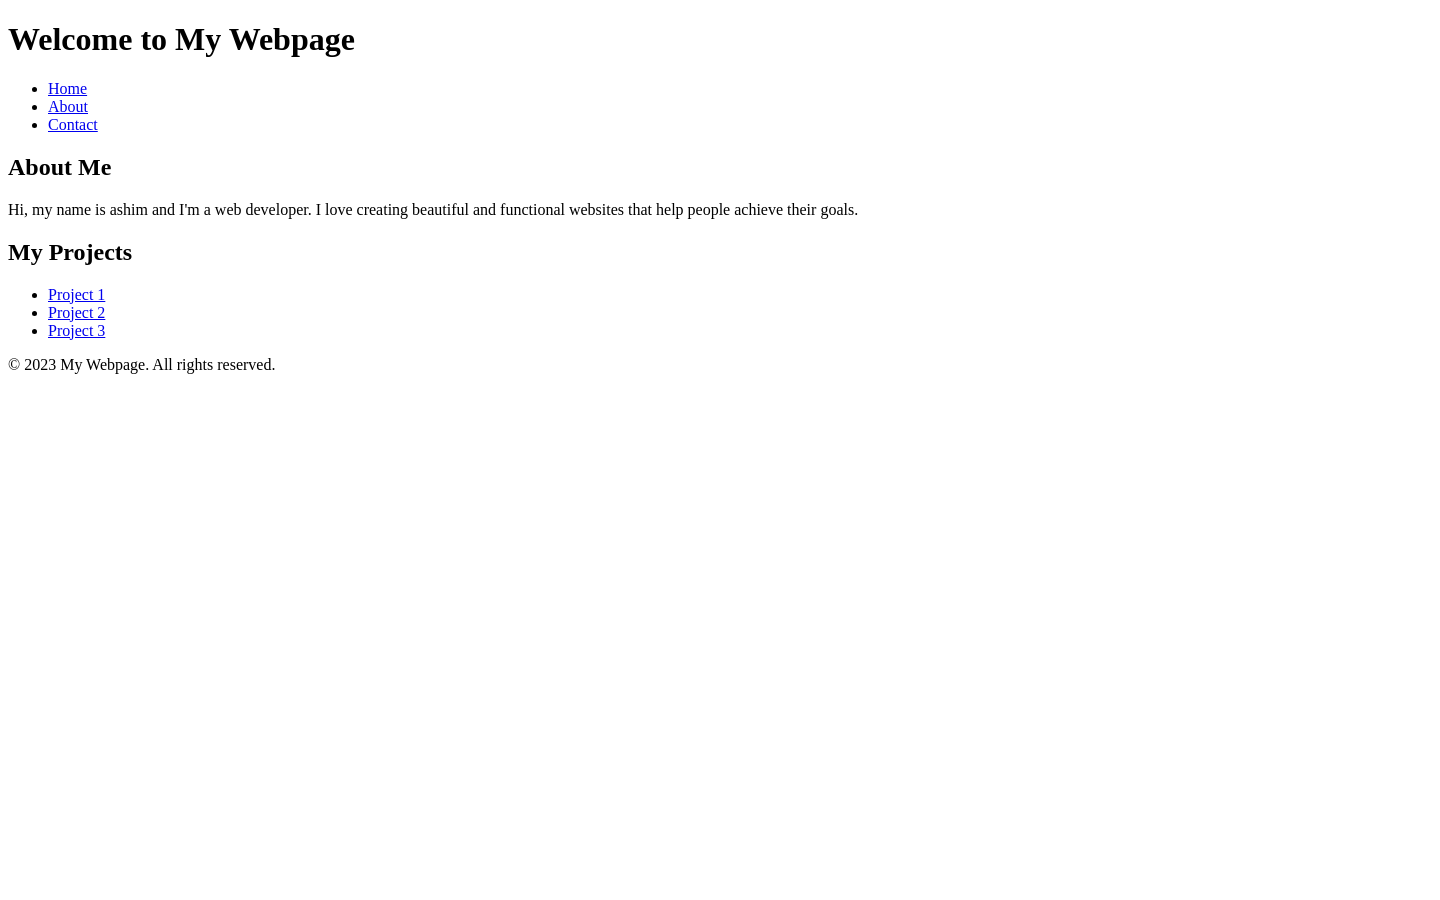 Welcome to My Webpage
Home
About
Contact
About Me
Hi, my name is ashim and I'm a web developer. I love creating beautiful and functional websites that help people achieve their goals.
My Projects
Project 1
Project 2
Project 3
© 2023 My Webpage. All rights reserved.